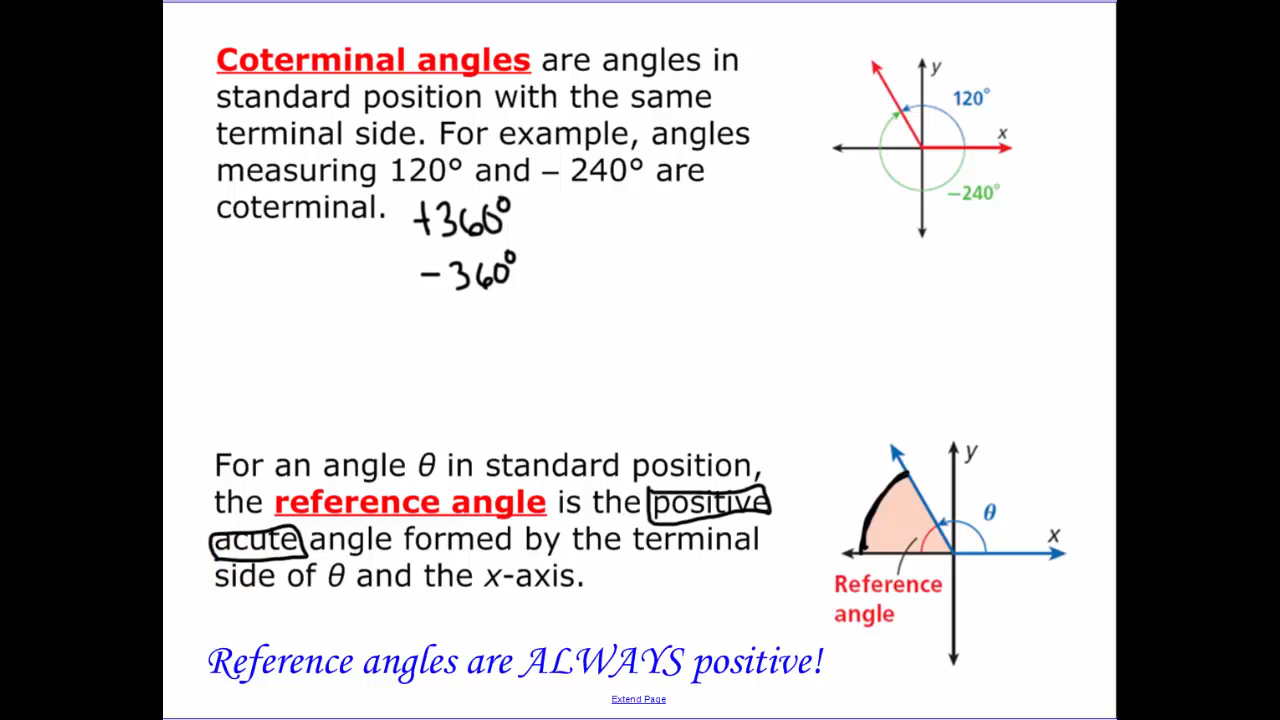 Coterminal angles are angles in
standard position with the same
terminal side. For example, angles
measuring 120° and – 240° are
coterminal.
+360°
-360°
y
120°
x
−240°
For an angle θ in standard position,
the reference angle is the positive
acute angle formed by the terminal
side of θ and the x-axis.
y
θ
x
Reference
angle
Reference angles are ALWAYS positive!
Extend Page